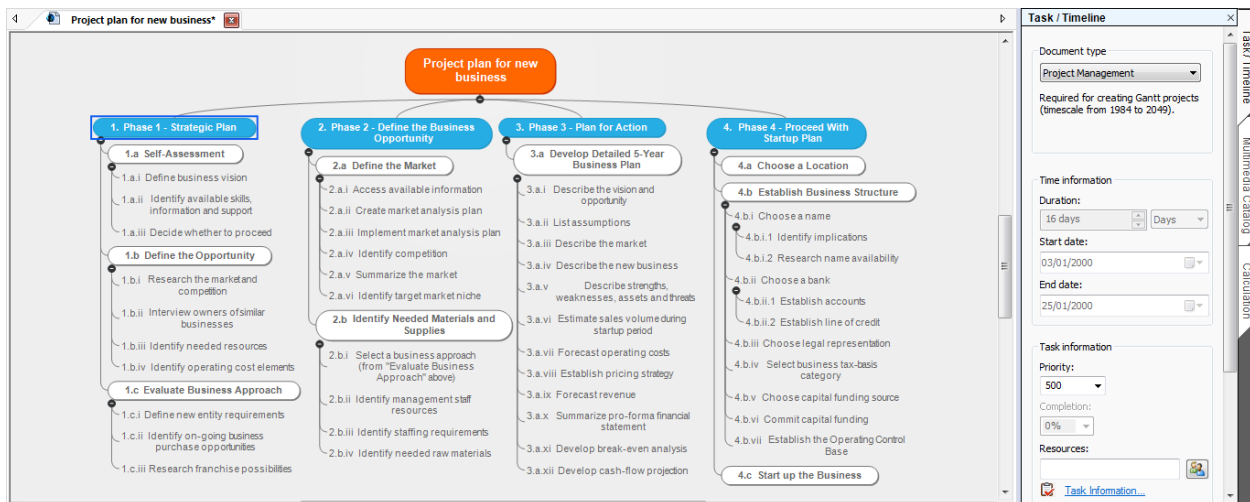 Project plan for new business*
Project plan for new
business
1. Phase 1 - Strategic Plan
1.a Self-Assessment
1.a.i Define business vision
1.a.ii Identify available skills,
information and support
1.a.iii Decide whether to proceed
1.b Define the Opportunity
1.b.i Research the market and
competition
1.b.ii Interview owners of similar
businesses
1.b.iii Identify needed resources
1.b.iv Identify operating cost elements
1.c Evaluate Business Approach
1.c.i Define new entity requirements
1.c.ii Identify on-going business
purchase opportunities
1.c.iii Research franchise possibilities
2. Phase 2 - Define the Business
Opportunity
2.a Define the Market
2.a.i Access available information
2.a.ii Create market analysis plan
2.a.iii Implement market analysis plan
2.a.iv Identify competition
2.a.v Summarize the market
2.a.vi Identify target market niche
2.b Identify Needed Materials and
Supplies
2.b.i Select a business approach
(from "Evaluate Business
Approach" above)
2.b.ii Identify management staff
resources
2.b.iii Identify staffing requirements
2.b.iv Identify needed raw materials
3. Phase 3 - Plan for Action
3.a Develop Detailed 5-Year
Business Plan
3.a.i Describe the vision and
opportunity
3.a.ii List assumptions
3.a.iii Describe the market
3.a.iv Describe the new business
3.a.v Describe strengths,
weaknesses, assets and threats
3.a.vi Estimate sales volume during
startup period
3.a.vii Forecast operating costs
3.a.viii Establish pricing strategy
3.a.ix Forecast revenue
3.a.x Summarize pro-forma financial
statement
3.a.xi Develop break-even analysis
3.a.xii Develop cash-flow projection
4. Phase 4 - Proceed With
Startup Plan
4.a Choose a Location
4.b Establish Business Structure
4.b.i Choose a name
4.b.i.1 Identify implications
4.b.i.2 Research name availability
4.b.ii Choose a bank
4.b.ii.1 Establish accounts
4.b.ii.2 Establish line of credit
4.b.iii Choose legal representation
4.b.iv Select business tax-basis
category
4.b.v Choose capital funding source
4.b.vi Commit capital funding
4.b.vii Establish the Operating Control
Base
4.c Start up the Business
Task / Timeline
Document type
Project Management
Required for creating Gantt projects
(timescale from 1984 to 2049).
Time information
Duration:
16 days
Days
Start date:
03/01/2000
End date:
25/01/2000
Task information
Priority:
500
Completion:
0%
Resources:
Task Information...
Task/Timeline
Multimedia Catalog
Calculation